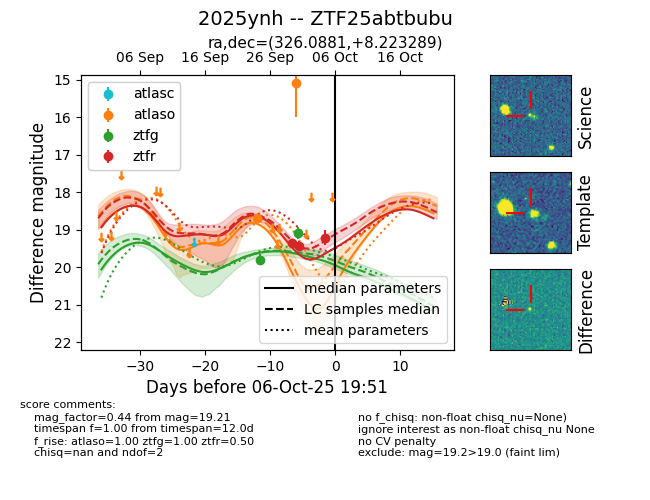 2025ynh -- ZTF25abtbubu
ra,dec=(326.0881,+8.223289)
06 Sep 16 Sep 26 Sep 06 Oct 16 Oct
15
16
17
18
19
20
21
22
Difference magnitude
atlasc
atlaso
ztfg
ztfr
median parameters
LC samples median
mean parameters
−30 −20 −10 0 10
Days before 06-Oct-25 19:51
Science
Template
Difference
score comments:
mag_factor=0.44 from mag=19.21
timespan f=1.00 from timespan=12.0d
f_rise: atlaso=1.00 ztfg=1.00 ztfr=0.50
chisq=nan and ndof=2
no f_chisq: non-float chisq_nu=None)
ignore interest as non-float chisq_nu None
no CV penalty
exclude: mag=19.2>19.0 (faint lim)